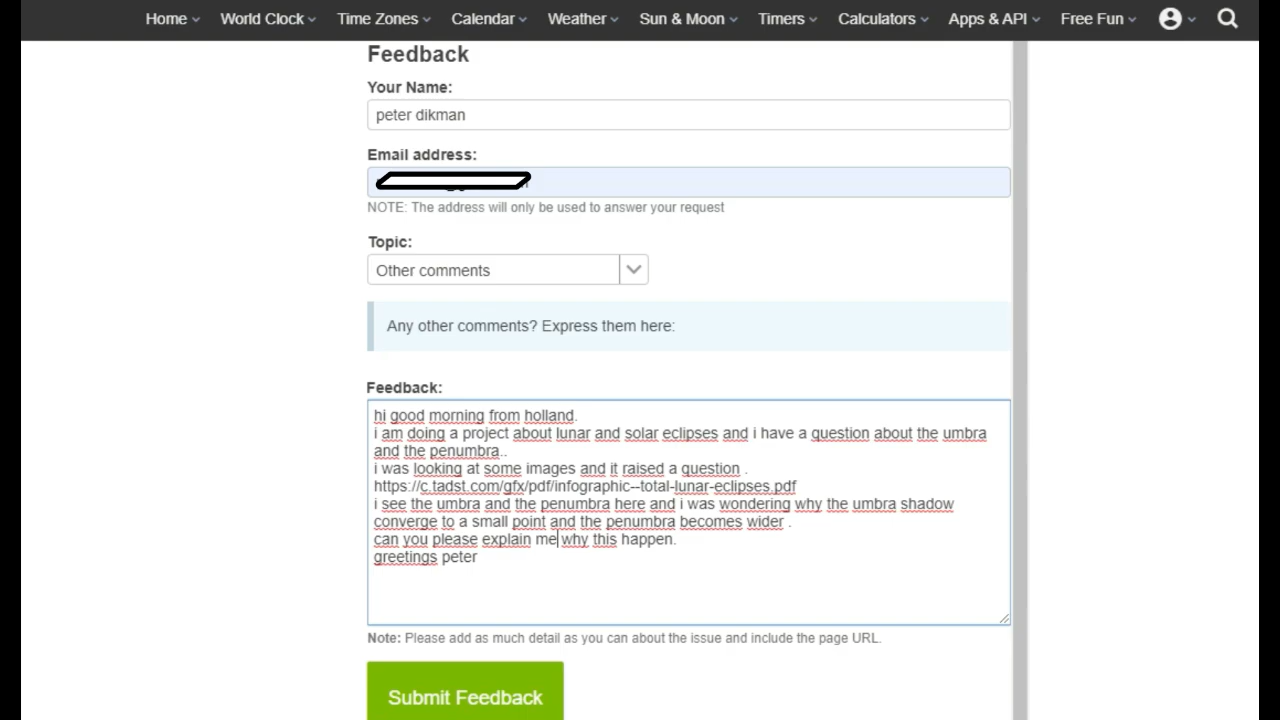 Home World Clock Time Zones Calendar Weather Sun & Moon Timers Calculators Apps & API Free Fun
Feedback
Your Name:
peter dikman
Email address:
NOTE: The address will only be used to answer your request
Topic:
Other comments
Any other comments? Express them here:
Feedback:
hi good morning from holland.
i am doing a project about lunar and solar eclipses and i have a question about the umbra
and the penumbra..
i was looking at some images and it raised a question .
https://c.tadst.com/gfx/pdf/infographic--total-lunar-eclipses.pdf
i see the umbra and the penumbra here and i was wondering why the umbra shadow
converge to a small point and the penumbra becomes wider .
can you please explain me why this happen.
greetings peter
Note: Please add as much detail as you can about the issue and include the page URL.
Submit Feedback